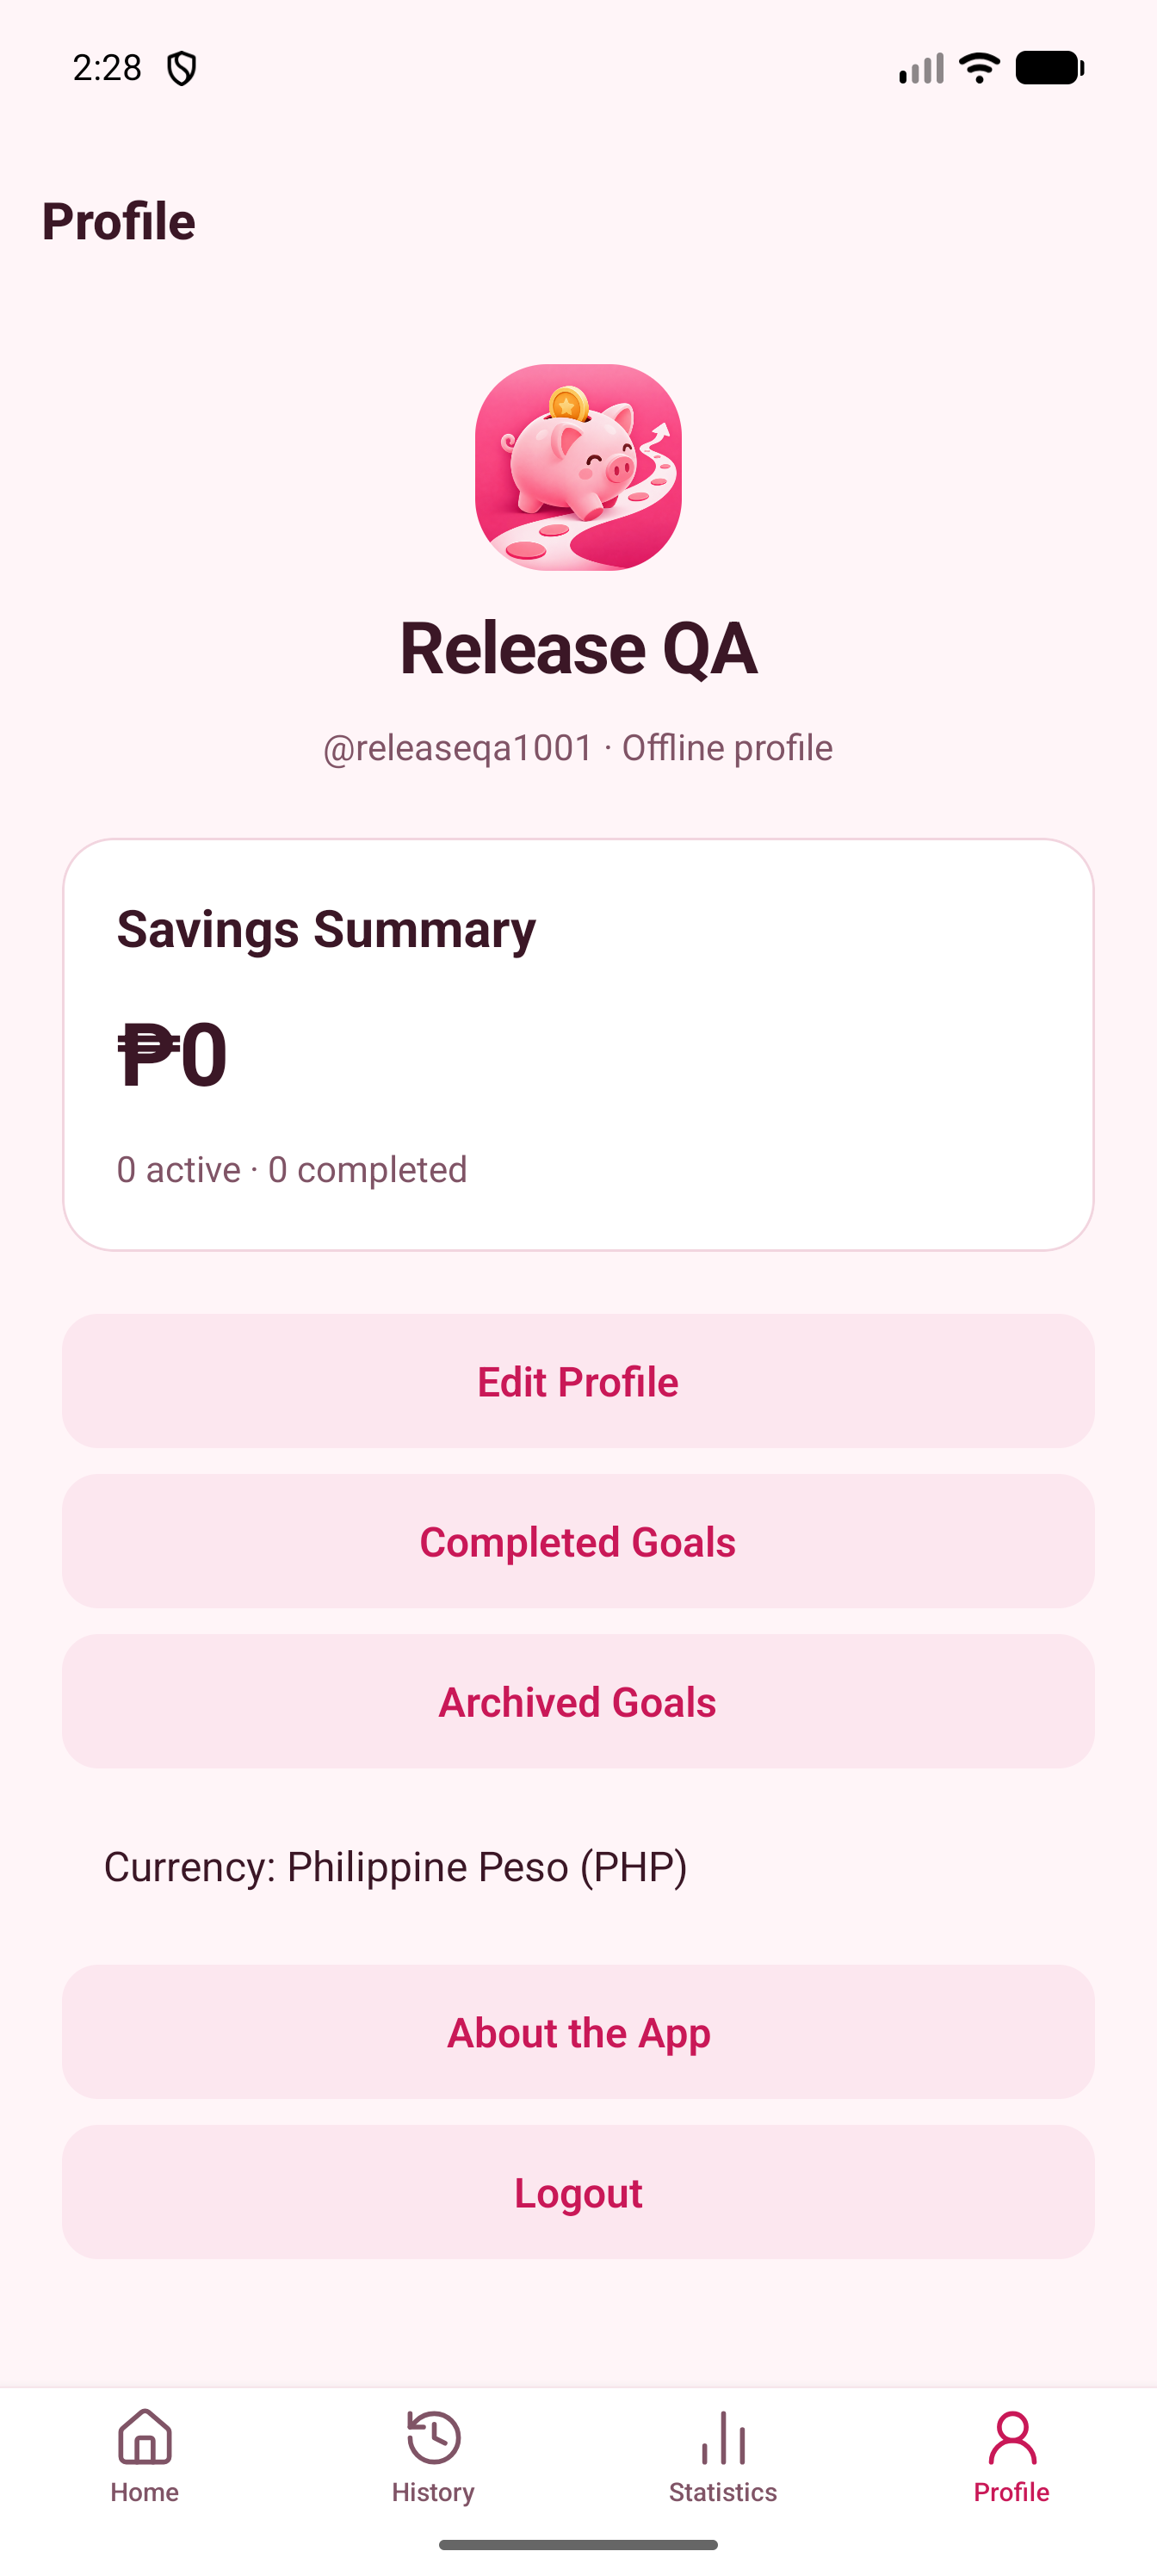 2:28
Profile
Release QA
@releaseqa1001 · Offline profile
Savings Summary
₱0
0 active · 0 completed
Edit Profile
Completed Goals
Archived Goals
Currency: Philippine Peso (PHP)
About the App
Logout
Home
History
Statistics
Profile